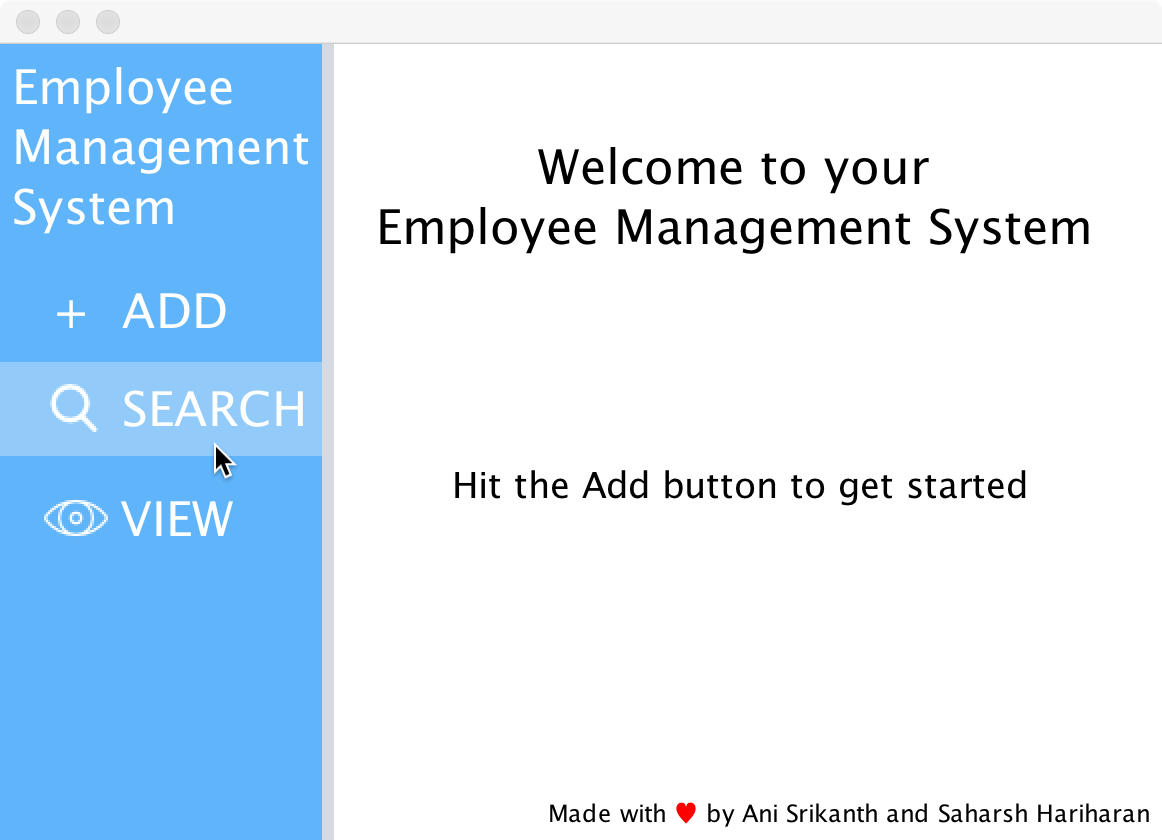 Employee
Management
System
+ ADD
SEARCH
VIEW
Welcome to your
Employee Management System
Hit the Add button to get started
Made with ♥ by Ani Srikanth and Saharsh Hariharan